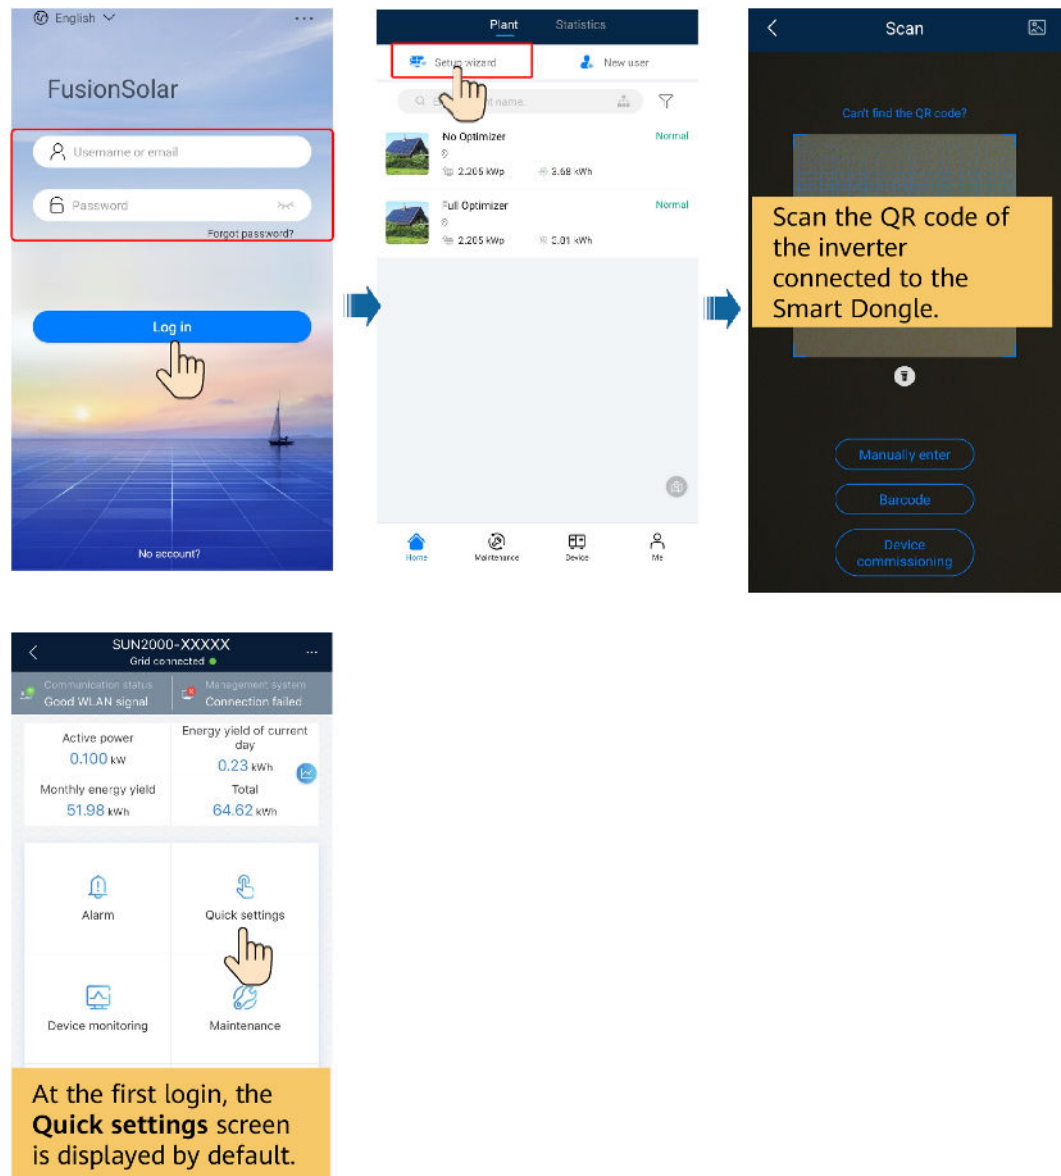 English
...
FusionSolar
Username or email
Password
Forgot password?
Log in
No account?
Plant Statistics
Setup wizard New user
name.
No Optimizer Normal
2.205 kWp 3.68 kWh
Full Optimizer Normal
2.205 kWp 3.81 kWh
Home Maintenance Device Me
Scan
Can't find the QR code?
Scan the QR code of
the inverter
connected to the
Smart Dongle.
Manually enter
Barcode
Device
commissioning
SUN2000-XXXXX
...
Grid connected
Communication status Management system
Good WLAN signal Connection failed
Active power Energy yield of current
day
0.100 kW 0.23 kWh
Monthly energy yield Total
51.98 kWh 64.62 kWh
Alarm Quick settings
Device monitoring Maintenance
At the first login, the
Quick settings screen
is displayed by default.